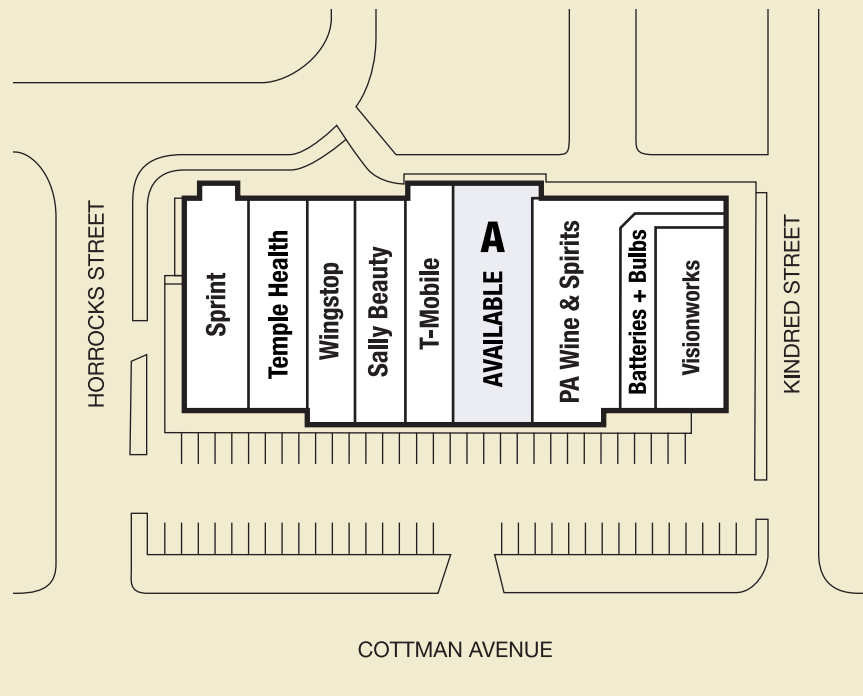 HORROCKS STREET
Sprint
Temple Health
Wingstop
Sally Beauty
T-Mobile
A
AVAILABLE
PA Wine & Spirits
Batteries + Bulbs
Visionworks
KINDRED STREET
COTTMAN AVENUE